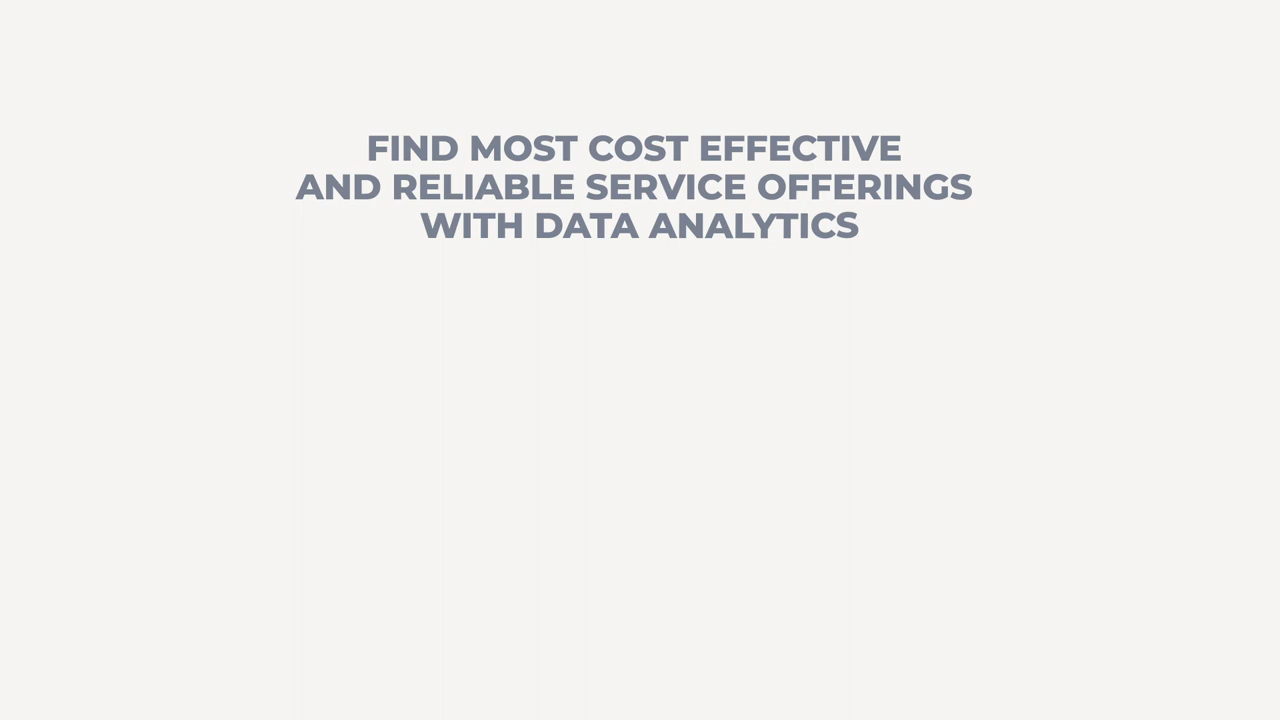 FIND MOST COST EFFECTIVE
AND RELIABLE SERVICE OFFERINGS
WITH DATA ANALYTICS